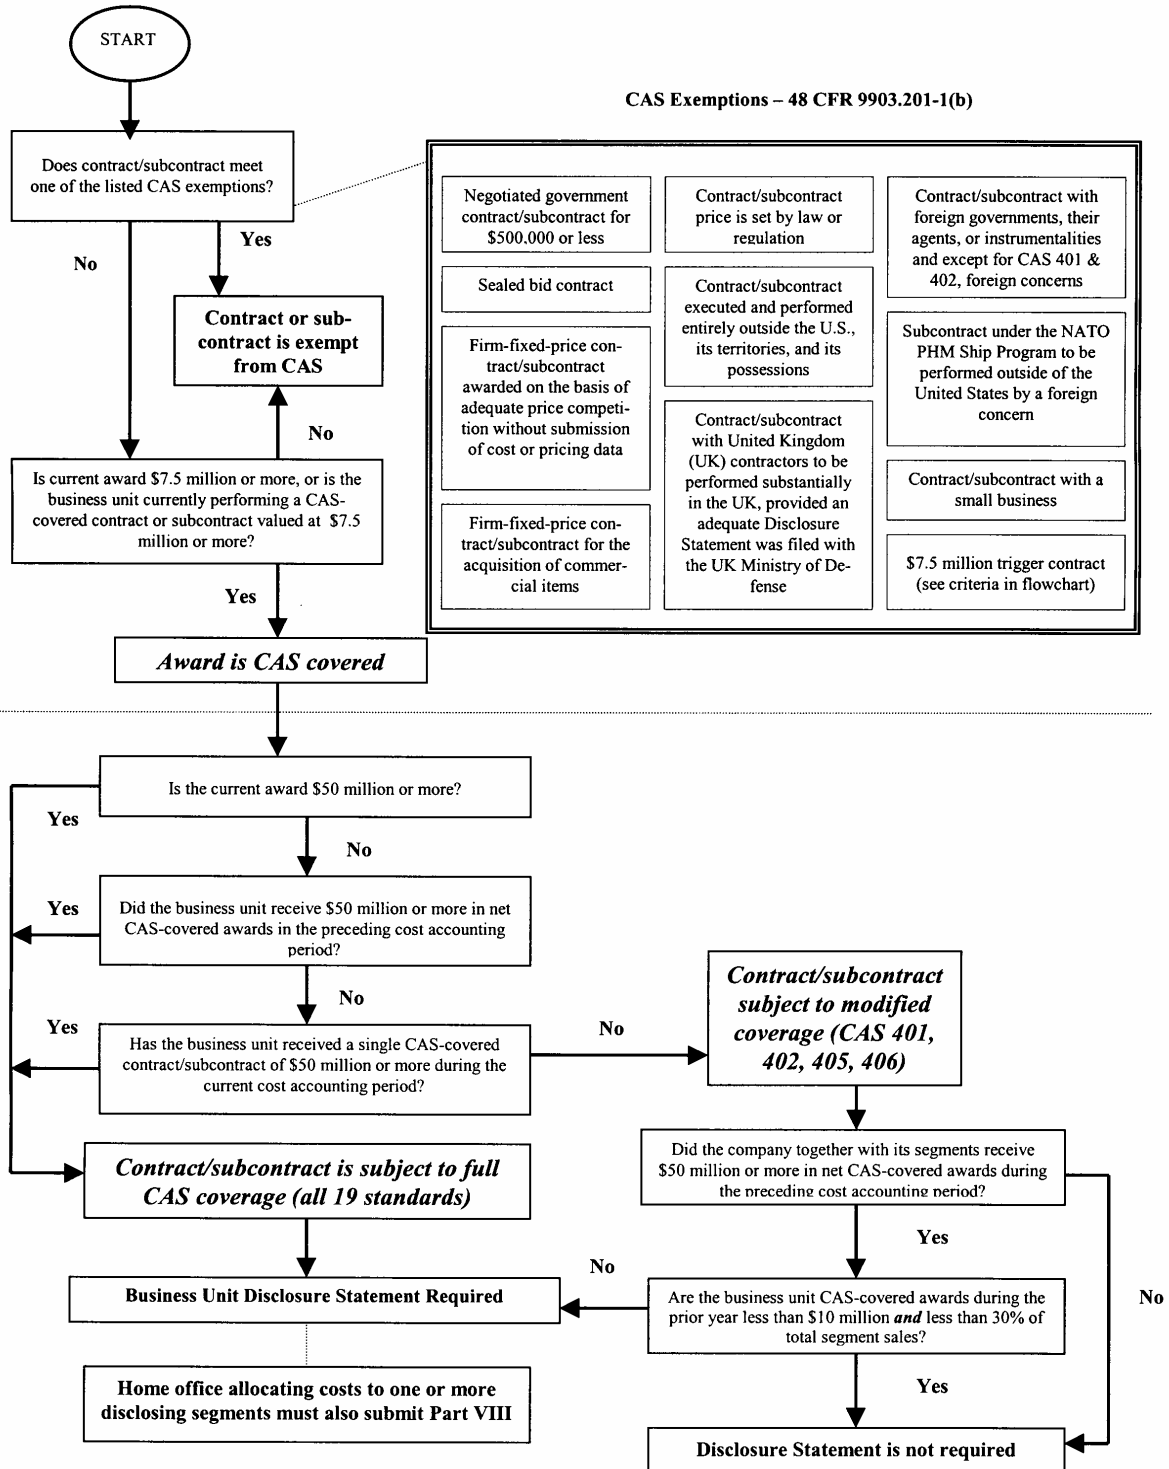 START
CAS Exemptions – 48 CFR 9903.201-1(b)
Does contract/subcontract meet
one of the listed CAS exemptions?
Yes
No
Contract or sub-
contract is exempt
from CAS
No
Is current award $7.5 million or more, or is the
business unit currently performing a CAS-
covered contract or subcontract valued at $7.5
million or more?
Yes
Award is CAS covered
Negotiated government
contract/subcontract for
$500,000 or less
Sealed bid contract
Firm-fixed-price con-
tract/subcontract
awarded on the basis of
adequate price competi-
tion without submission
of cost or pricing data
Firm-fixed-price con-
tract/subcontract for the
acquisition of commer-
cial items
Contract/subcontract
price is set by law or
regulation
Contract/subcontract
executed and performed
entirely outside the U.S.,
its territories, and its
possessions
Contract/subcontract
with United Kingdom
(UK) contractors to be
performed substantially
in the UK, provided an
adequate Disclosure
Statement was filed with
the UK Ministry of De-
fense
Contract/subcontract with
foreign governments, their
agents, or instrumentalities
and except for CAS 401 &
402, foreign concerns
Subcontract under the NATO
PHM Ship Program to be
performed outside of the
United States by a foreign
concern
Contract/subcontract with a
small business
$7.5 million trigger contract
(see criteria in flowchart)
Is the current award $50 million or more?
Yes
No
Did the business unit receive $50 million or more in net
CAS-covered awards in the preceding cost accounting
period?
Yes
No
Has the business unit received a single CAS-covered
contract/subcontract of $50 million or more during the
current cost accounting period?
Yes
No
Contract/subcontract
subject to modified
coverage (CAS 401,
402, 405, 406)
Contract/subcontract is subject to full
CAS coverage (all 19 standards)
Did the company together with its segments receive
$50 million or more in net CAS-covered awards during
the preceding cost accounting period?
Yes
No
No
Business Unit Disclosure Statement Required
Are the business unit CAS-covered awards during the
prior year less than $10 million and less than 30% of
total segment sales?
Yes
Home office allocating costs to one or more
disclosing segments must also submit Part VIII
Disclosure Statement is not required